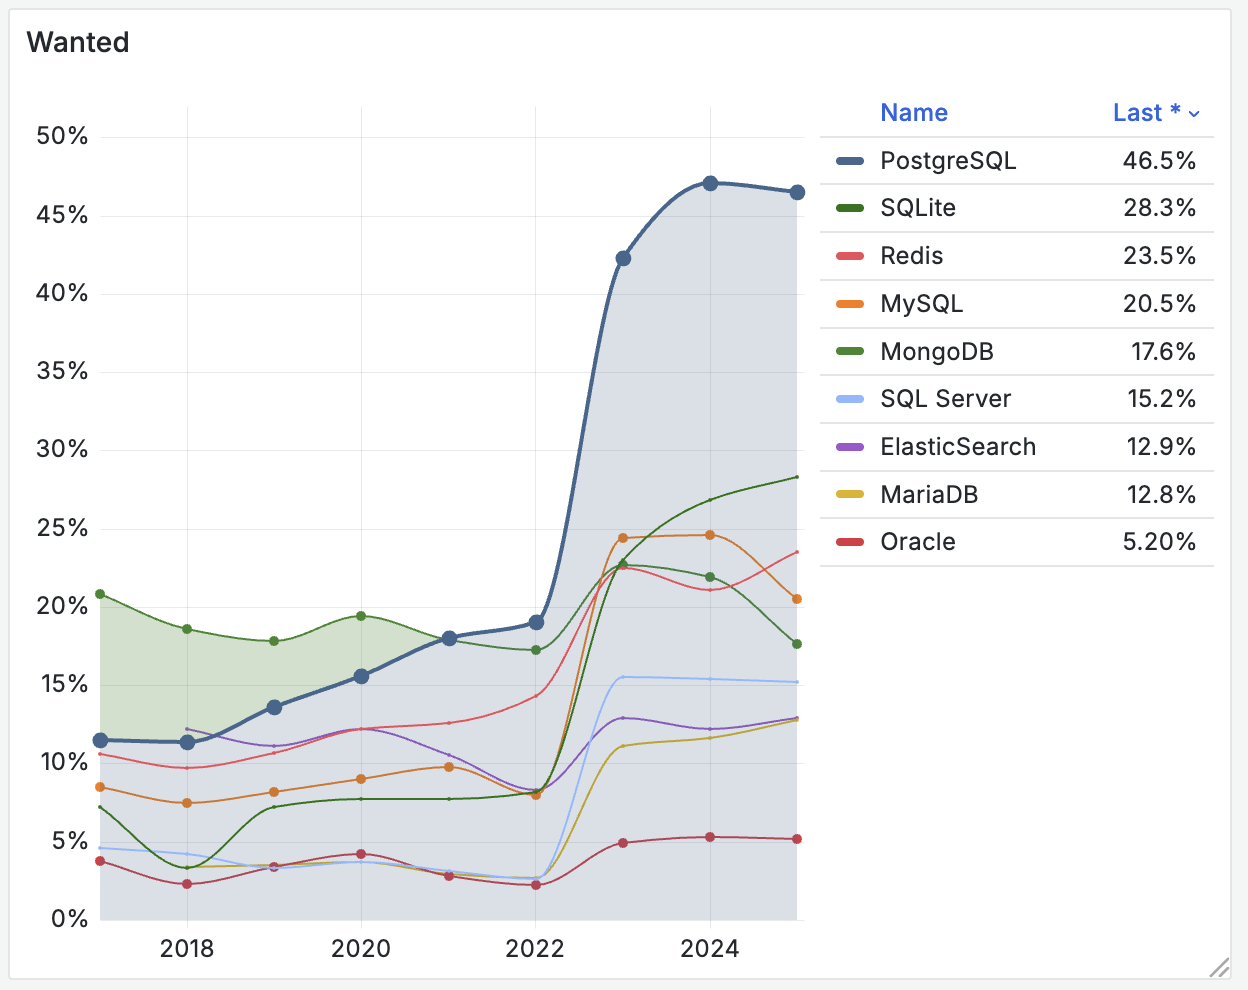 Wanted
Name Last *
50%
45%
40%
35%
30%
25%
20%
15%
10%
5%
0%
2018 2020 2022 2024
PostgreSQL 46.5%
SQLite 28.3%
Redis 23.5%
MySQL 20.5%
MongoDB 17.6%
SQL Server 15.2%
ElasticSearch 12.9%
MariaDB 12.8%
Oracle 5.20%